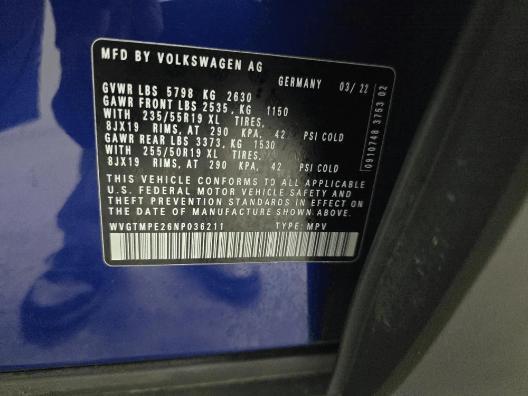 MFD BY VOLKSWAGEN AG
GERMANY 03/22
GVWR LBS 5798 KG 2630
GAWR FRONT LBS 2535, KG 1150
WITH 235/55R19 XL TIRES,
8JX19 RIMS, AT 290 KPA, 42 PSI COLD
GAWR REAR LBS 3373, KG 1530
WITH 255/50R19 XL TIRES,
8JX19 RIMS, AT 290 KPA, 42 PSI COLD
THIS VEHICLE CONFORMS TO ALL APPLICABLE
U.S. FEDERAL MOTOR VEHICLE SAFETY AND
THEFT PREVENTION STANDARDS IN EFFECT ON
THE DATE OF MANUFACTURE SHOWN ABOVE.
WVGTMPE26NP036211 TYPE: MPV
0910748 3753 02